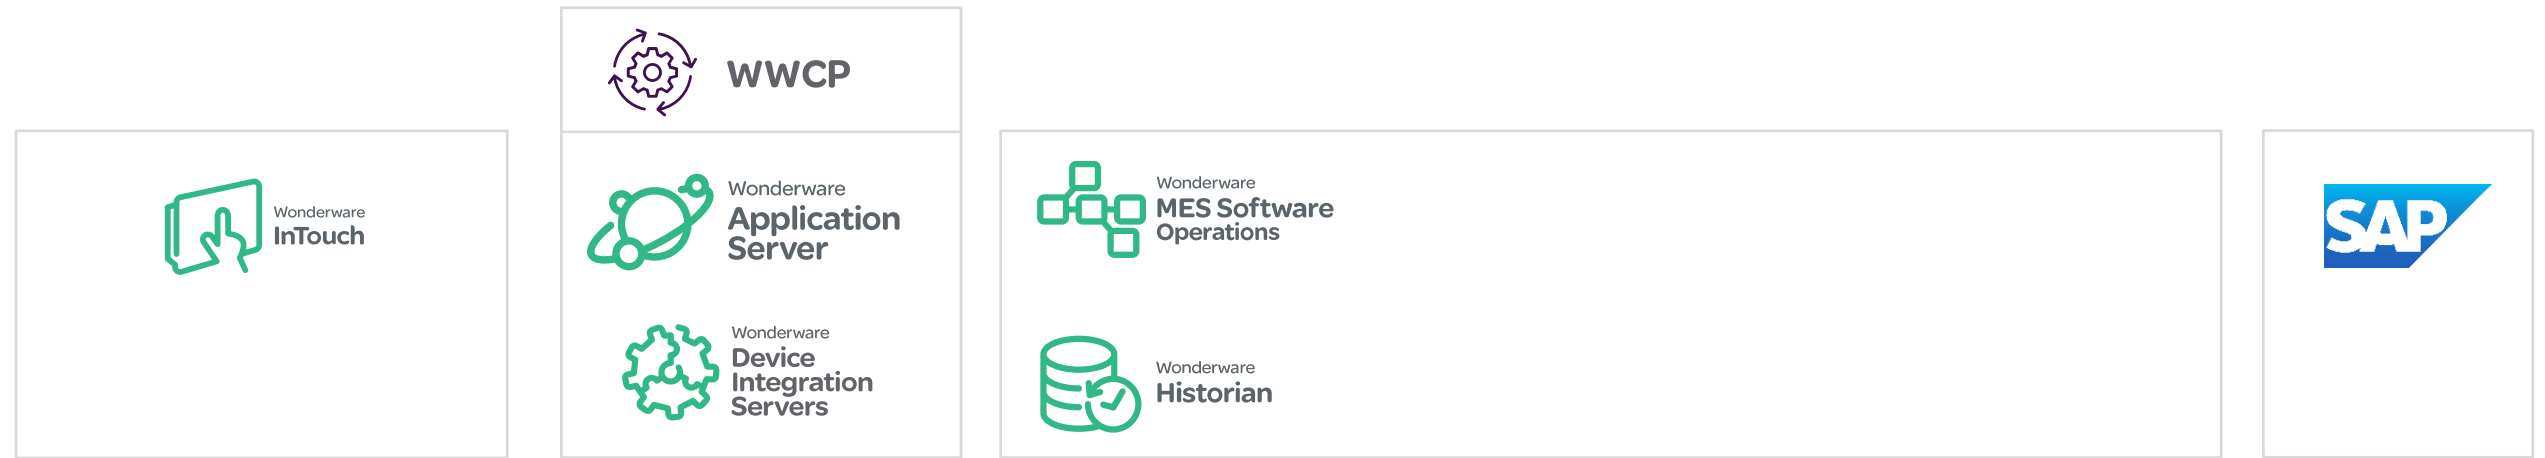 WWCP
Wonderware
InTouch
Wonderware
Application
Server
Wonderware
Device
Integration
Servers
Wonderware
MES Software
Operations
Wonderware
Historian
SAP